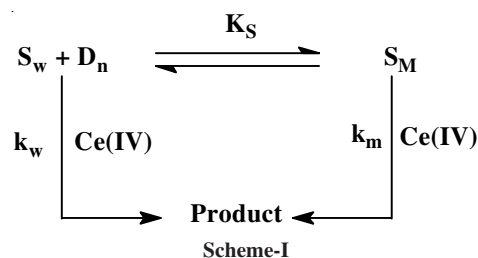 K_S
S_w + D_n S_M
k_w Ce(IV) k_m Ce(IV)
Product
Scheme-I